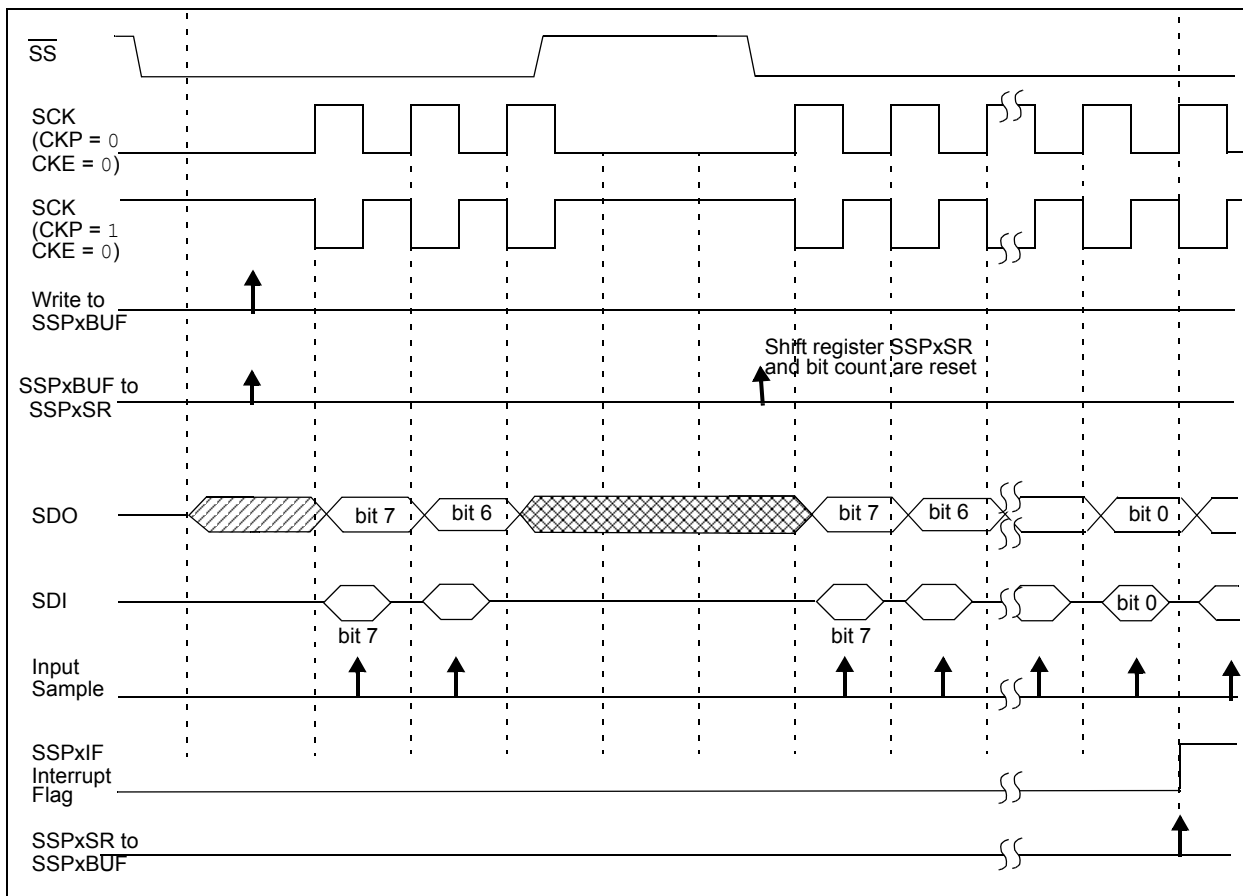 SS
SCK
(CKP = 0
CKE = 0)
SCK
(CKP = 1
CKE = 0)
Write to
SSPxBUF
Shift register SSPxSR
and bit count are reset
SSPxBUF to
SSPxSR
SDO
bit 7
bit 6
bit 7
bit 6
bit 0
SDI
bit 0
bit 7
bit 7
Input
Sample
SSPxIF
Interrupt
Flag
SSPxSR to
SSPxBUF